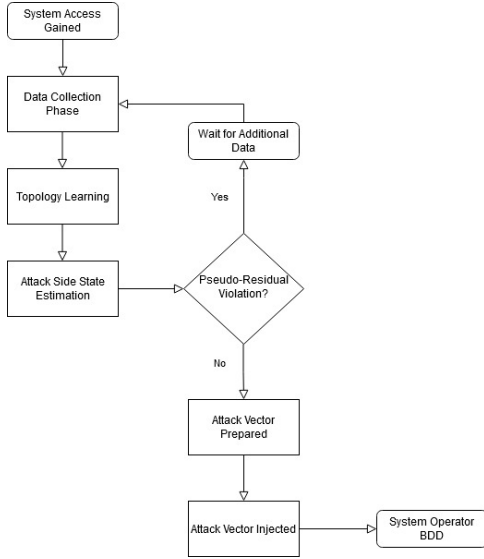 System Access
Gained
Data Collection
Phase
Wait for Additional
Data
Topology Learning
Yes
Attack Side State
Estimation
Pseudo-Residual
Violation?
No
Attack Vector
Prepared
Attack Vector Injected
System Operator
BDD